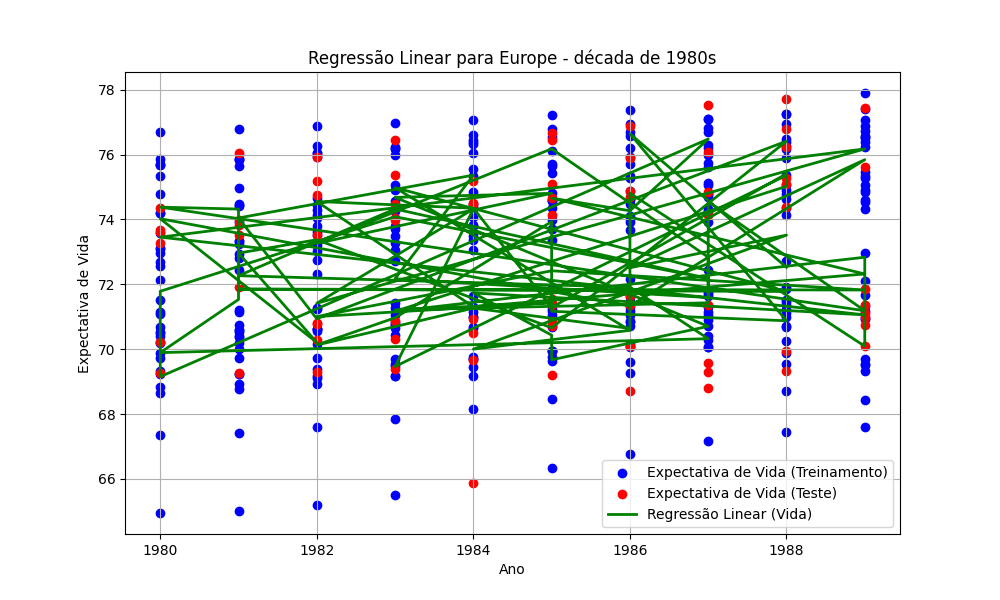 Regressão Linear para Europe - década de 1980s
Expectativa de Vida
78
76
74
72
70
68
66
1980
1982
1984
1986
1988
Ano
Expectativa de Vida (Treinamento)
Expectativa de Vida (Teste)
Regressão Linear (Vida)